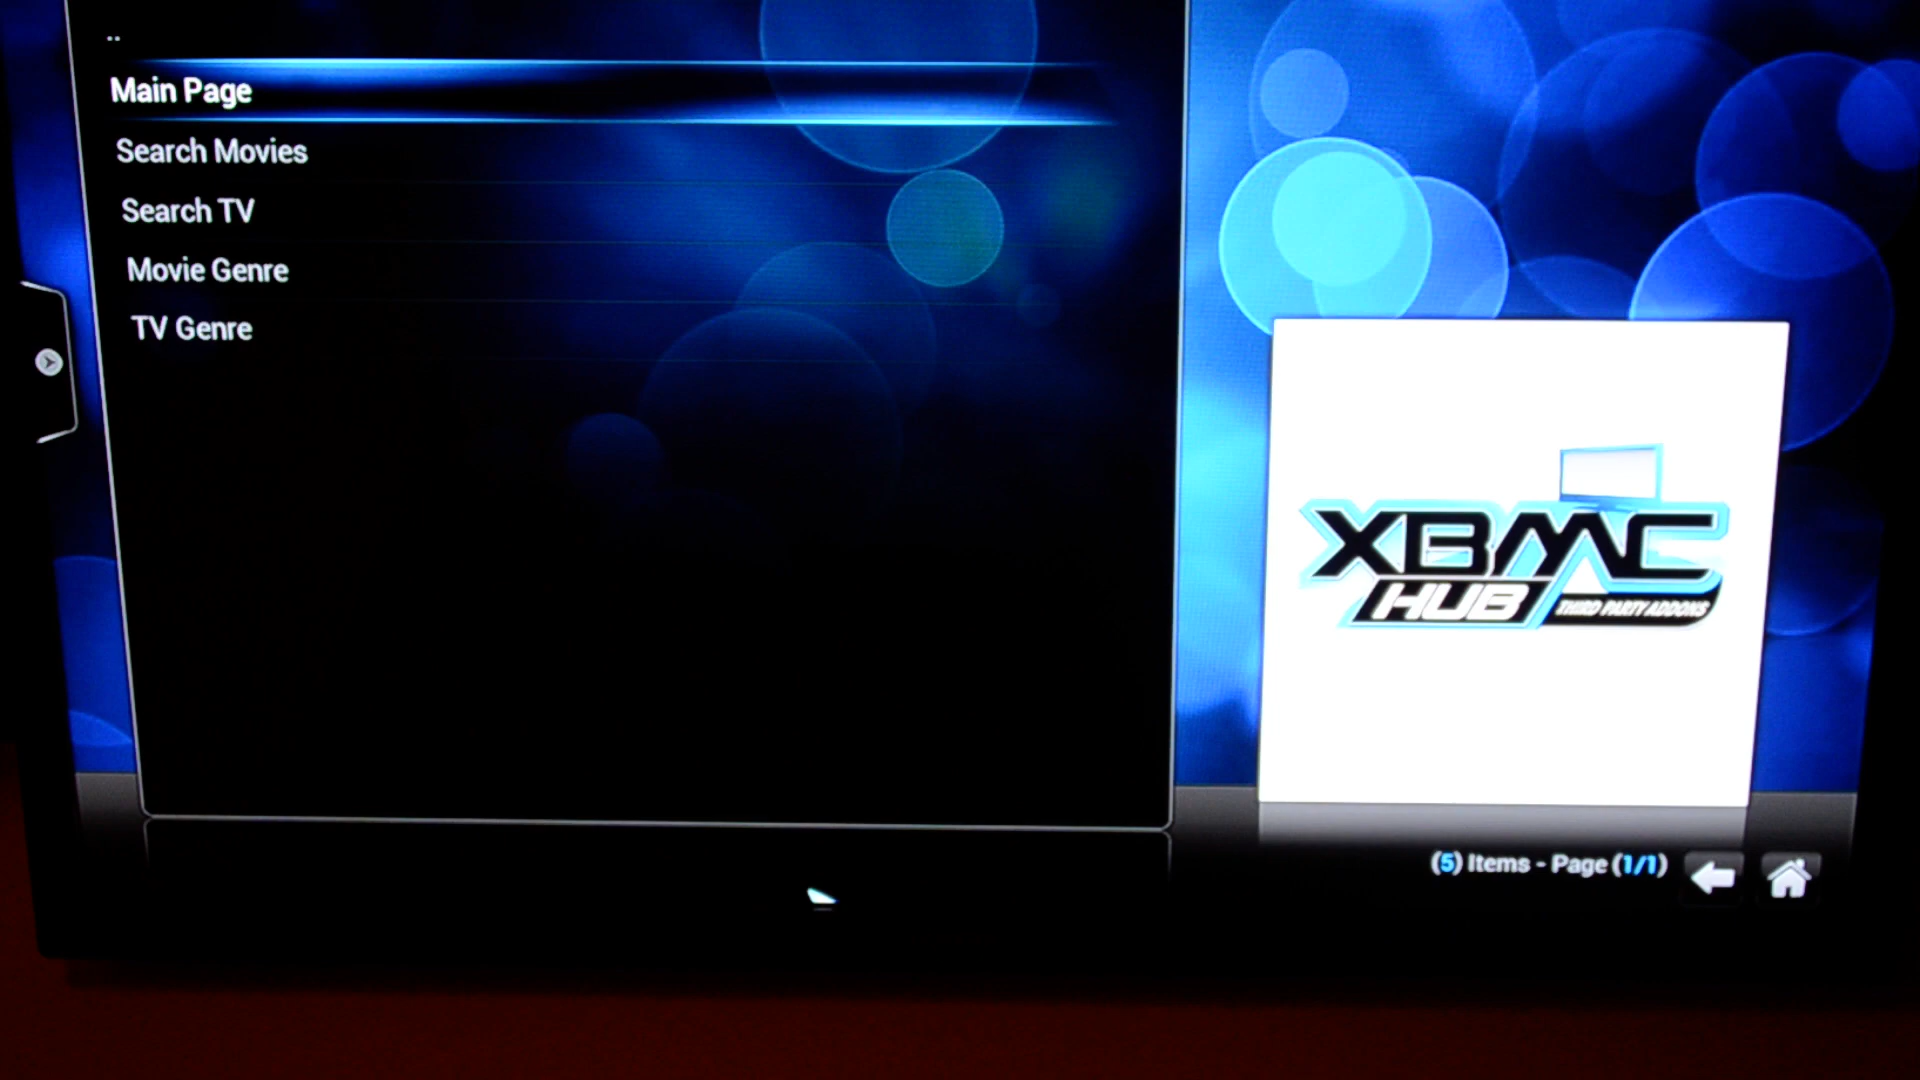 ..
Main Page
Search Movies
Search TV
Movie Genre
TV Genre
XBMC
HUB THIRD PARTY ADDONS
(5) Items - Page (1/1)